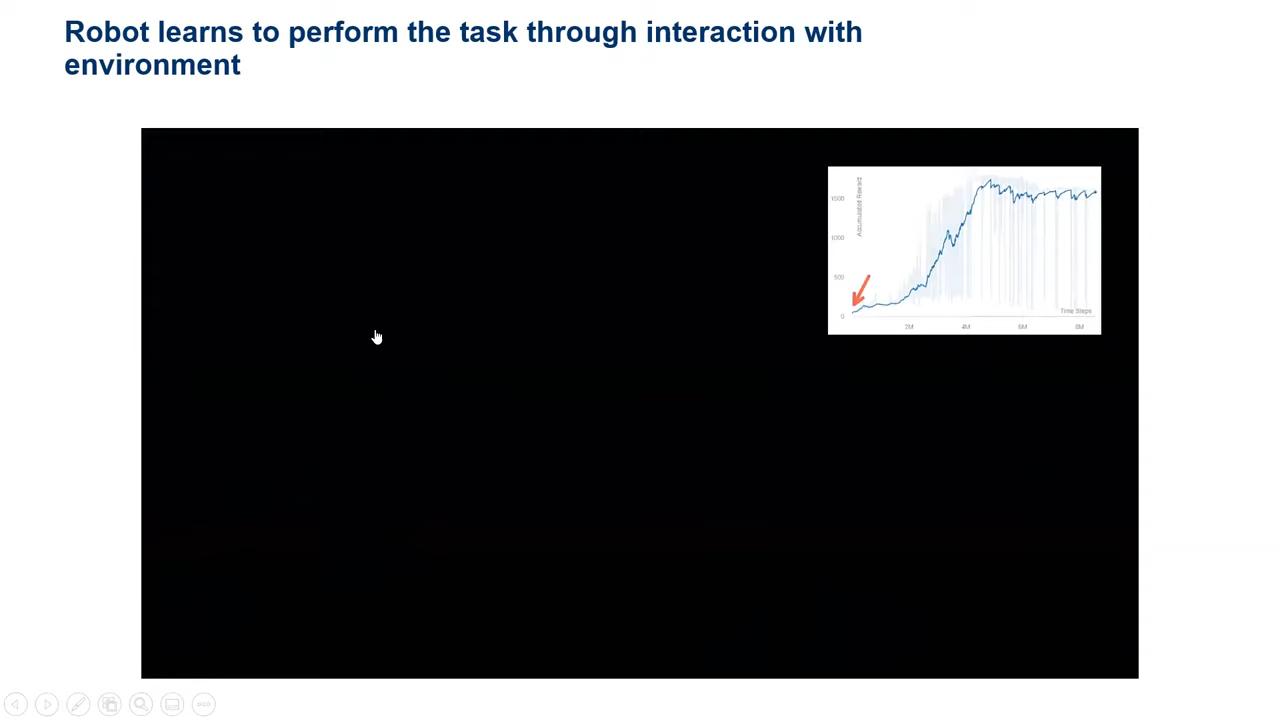 Robot learns to perform the task through interaction with
environment
Accumulated Reward
1500
1000
500
0
Time Steps
2M
4M
6M
8M